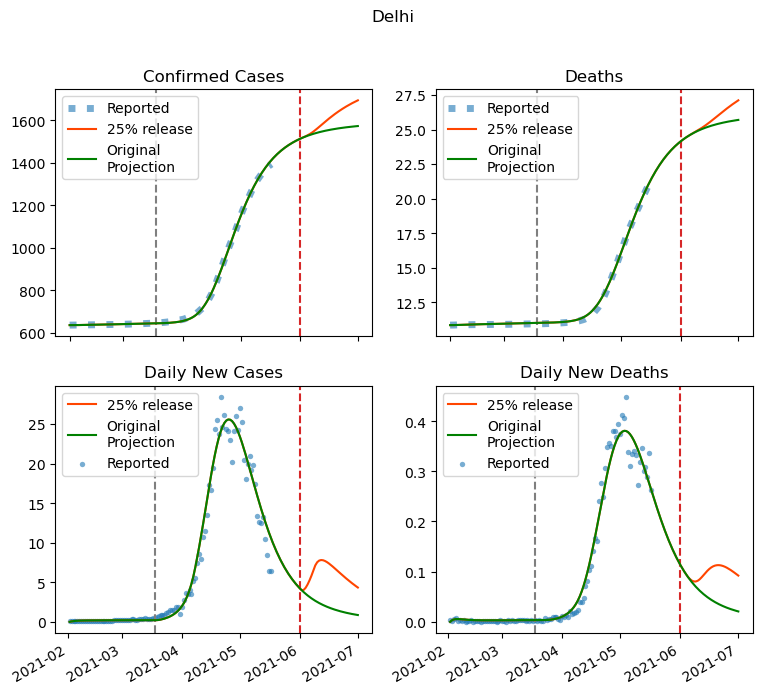 Delhi
Confirmed Cases
Reported
25% release
Original
Projection
1600
1400
1200
1000
800
600
Deaths
Reported
25% release
Original
Projection
27.5
25.0
22.5
20.0
17.5
15.0
12.5
Daily New Cases
25% release
Original
Projection
Reported
25
20
15
10
5
0
2021-02
2021-03
2021-04
2021-05
2021-06
2021-07
Daily New Deaths
25% release
Original
Projection
Reported
0.4
0.3
0.2
0.1
0.0
2021-02
2021-03
2021-04
2021-05
2021-06
2021-07